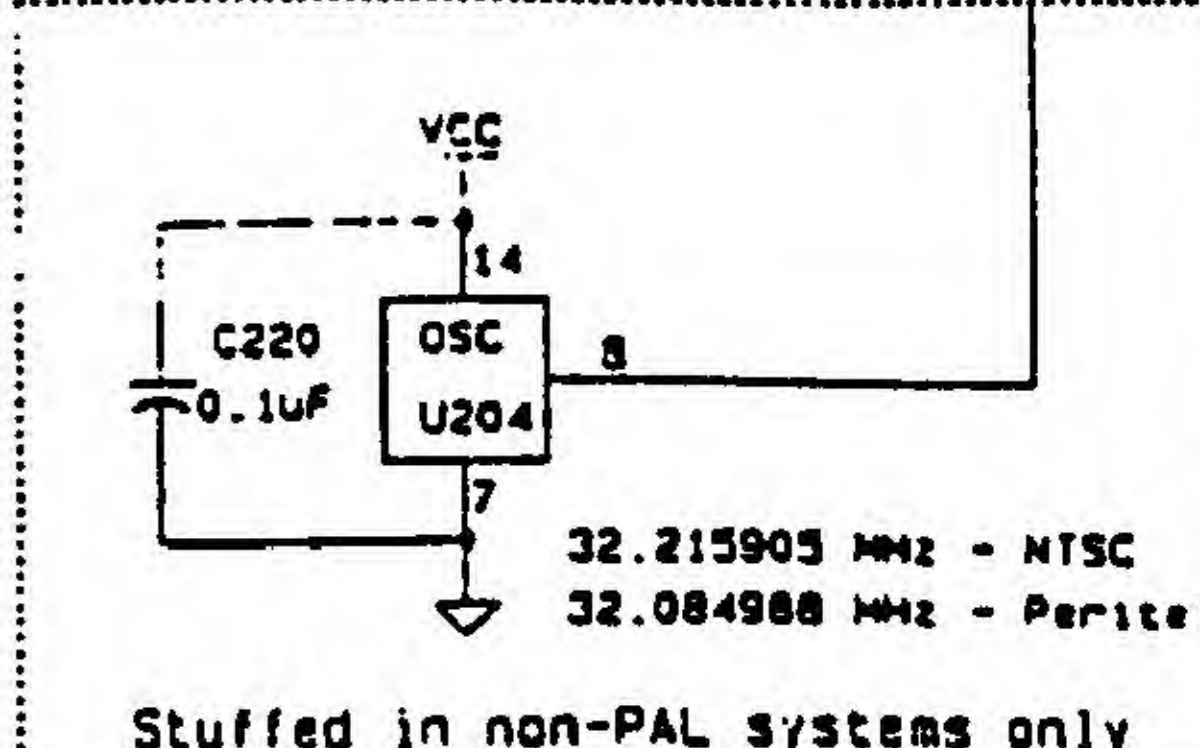 VCC
14
C220
0.1uF
OSC
U204
8
7
32.215905 MHz - NTSC
32.084988 MHz - Perite
Stuffed in non-PAL systems only